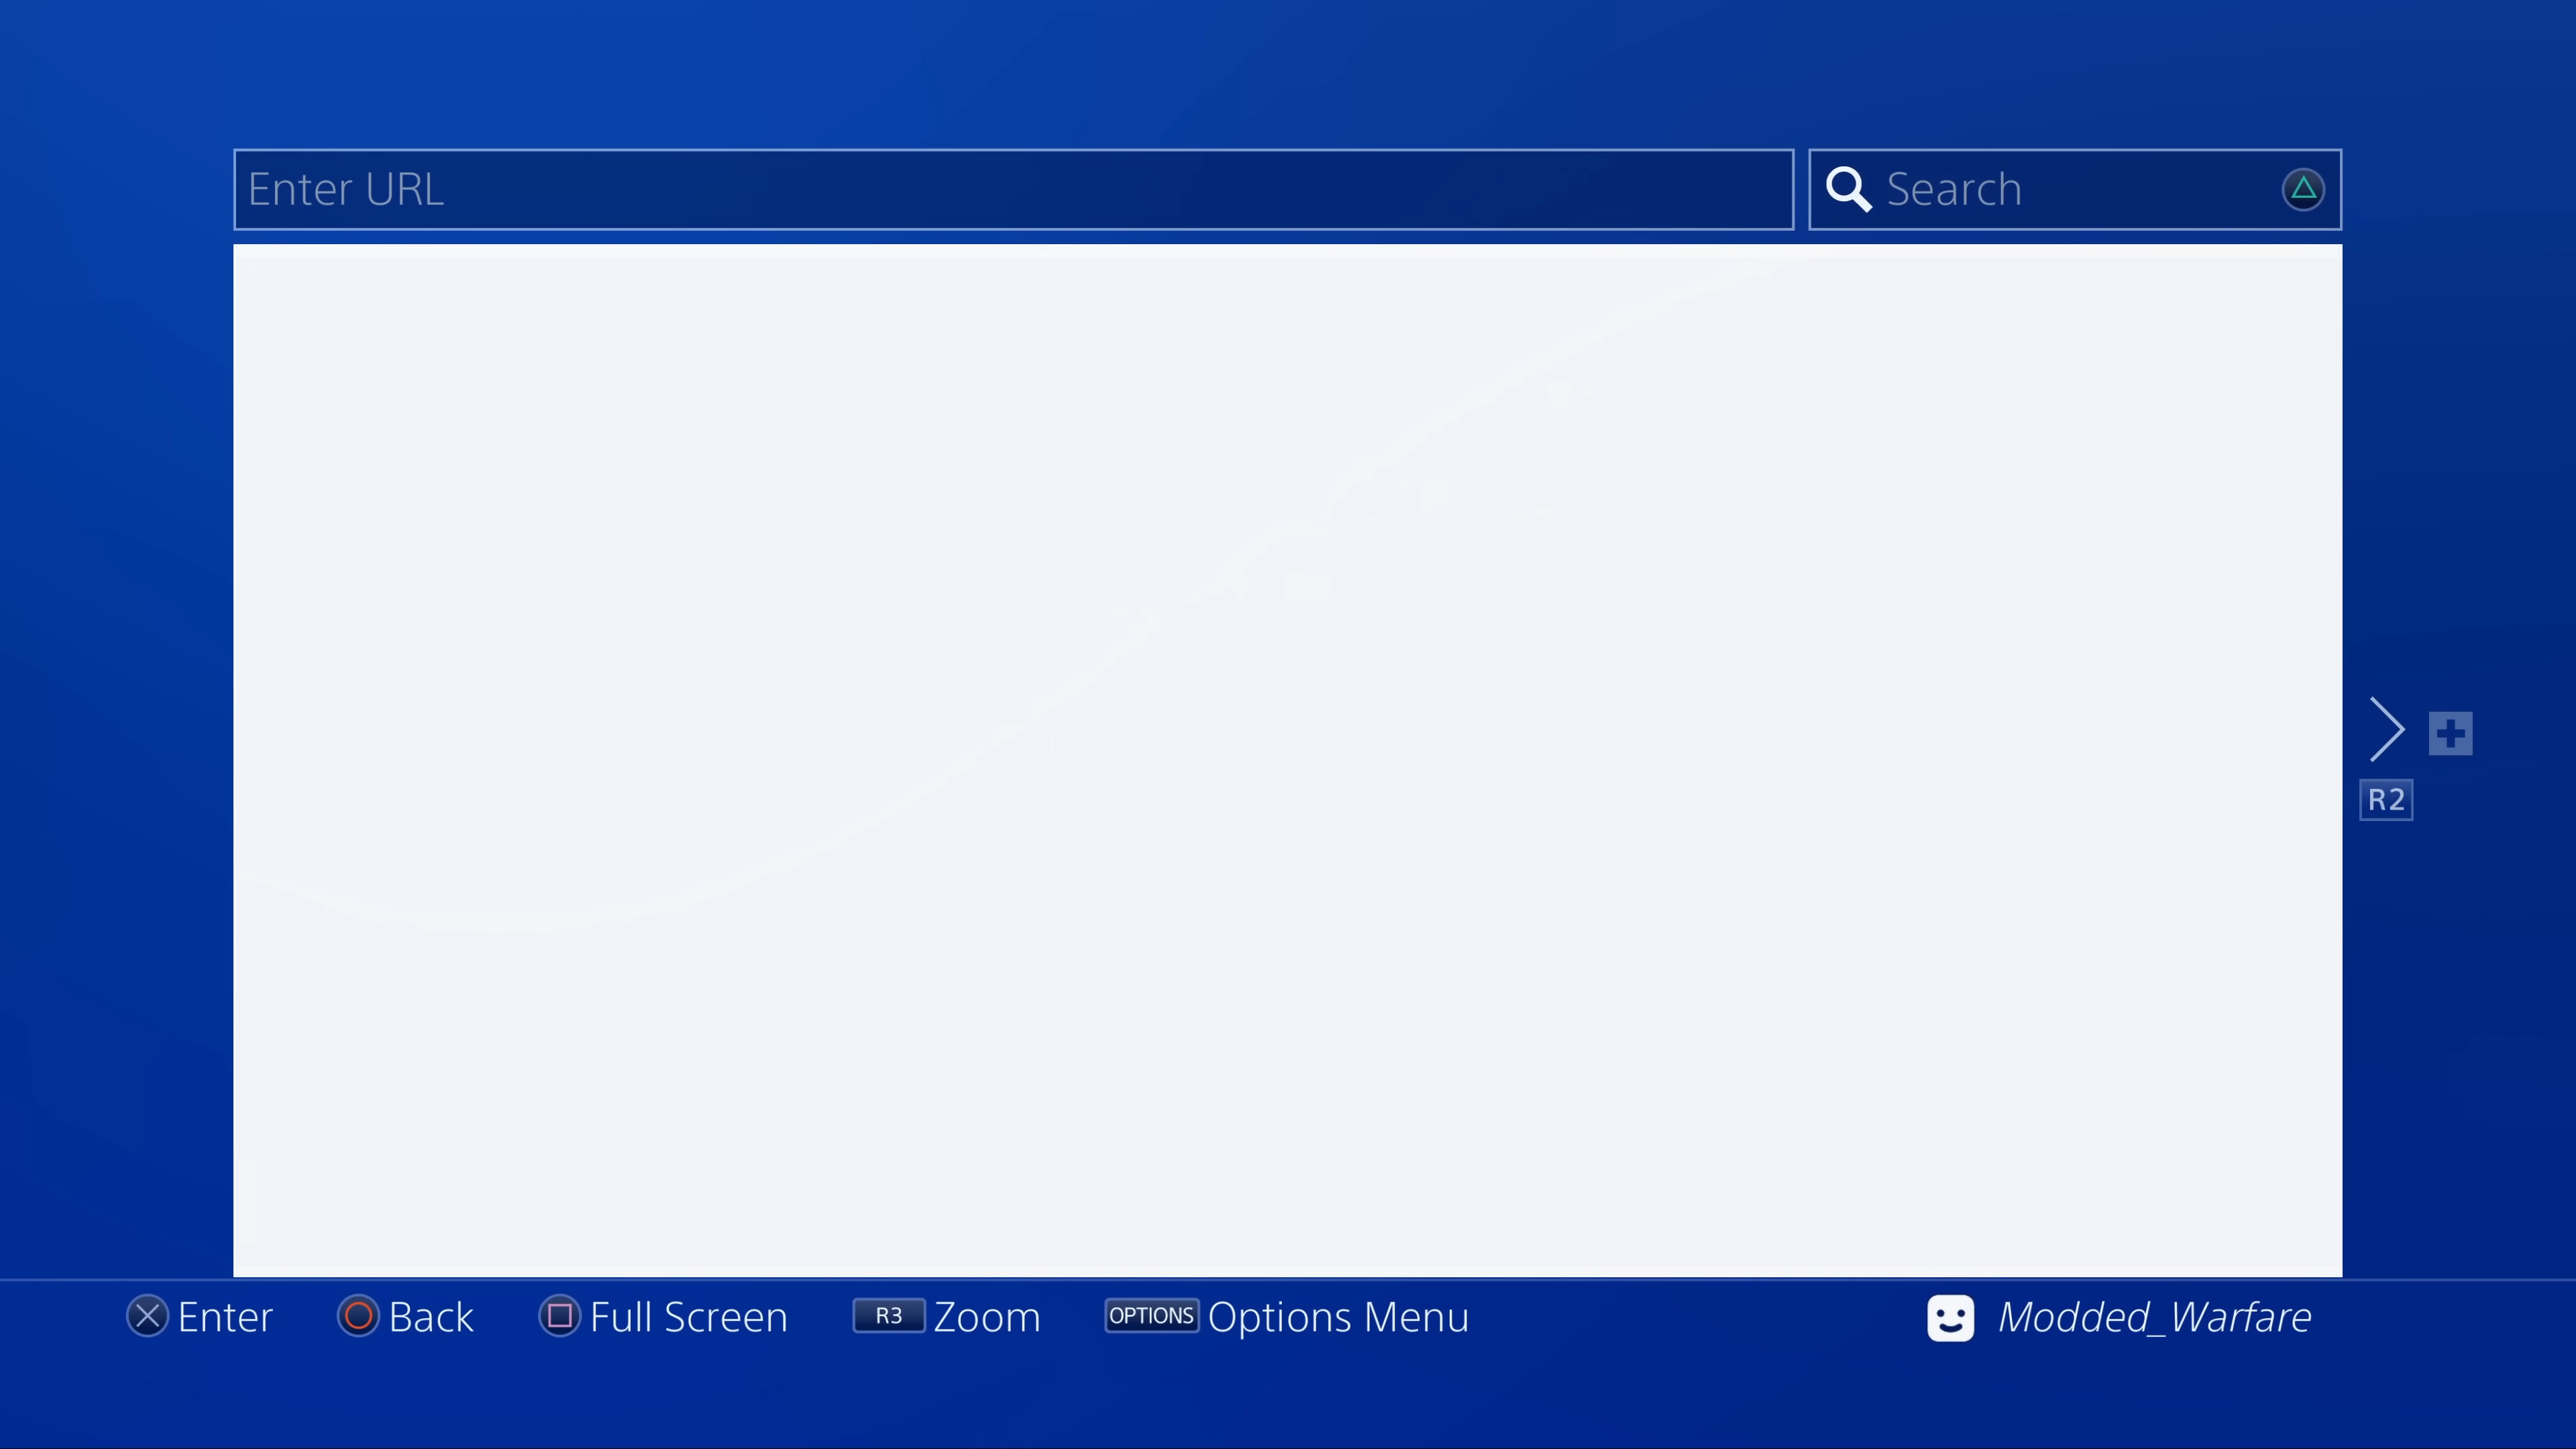 Enter URL
Search
R2
Enter
Back
Full Screen
R3 Zoom
OPTIONS Options Menu
Modded_Warfare